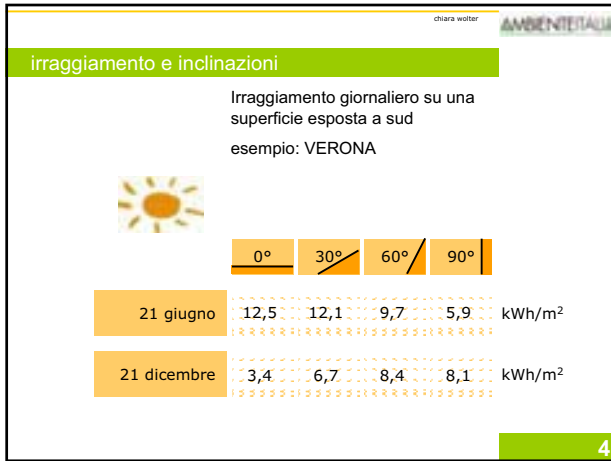 chiara wolter
AMBIENTEITALIA
irraggiamento e inclinazioni
Irraggiamento giornaliero su una
superficie esposta a sud
esempio: VERONA
0° 30° 60° 90°
21 giugno 12,5 12,1 9,7 5,9 kWh/m²
21 dicembre 3,4 6,7 8,4 8,1 kWh/m²
4